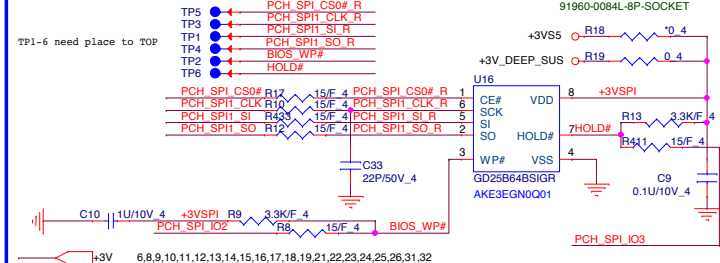 91960-0084L-8P-SOCKET
TP5 PCH_SPI_CS0#_R
TP3 PCH_SPI1_CLK_R
TP1 PCH_SPI1_SI_R
TP4 PCH_SPI1_SO_R
TP2 BIOS_WP#
TP6 HOLD#
TP1-6 need place to TOP
+3VS5 R18 *0_4
+3V_DEEP_SUS R19 0_4
U16
PCH_SPI_CS0# R17 15/F_4 PCH_SPI_CS0#_R 1 CE# VDD 8 +3VSPI
PCH_SPI1_CLK R10 15/F_4 PCH_SPI1_CLK_R 6 SCK
PCH_SPI1_SI R433 15/F_4 PCH_SPI1_SI_R 5 SI
PCH_SPI1_SO R12 15/F_4 PCH_SPI1_SO_R 2 SO HOLD# 7 HOLD#
R13 3.3K/F_4
R411 15/F_4
3 WP# VSS 4
C33
22P/50V_4
GD25B64BSIGR
AKE3EGN0Q01
C9
0.1U/10V_4
C10 1U/10V_4 +3VSPI R9 3.3K/F_4
PCH_SPI_IO2 R8 15/F_4 BIOS_WP#
PCH_SPI_IO3
+3V 6,8,9,10,11,12,13,14,15,16,17,18,19,21,22,23,24,25,26,31,32